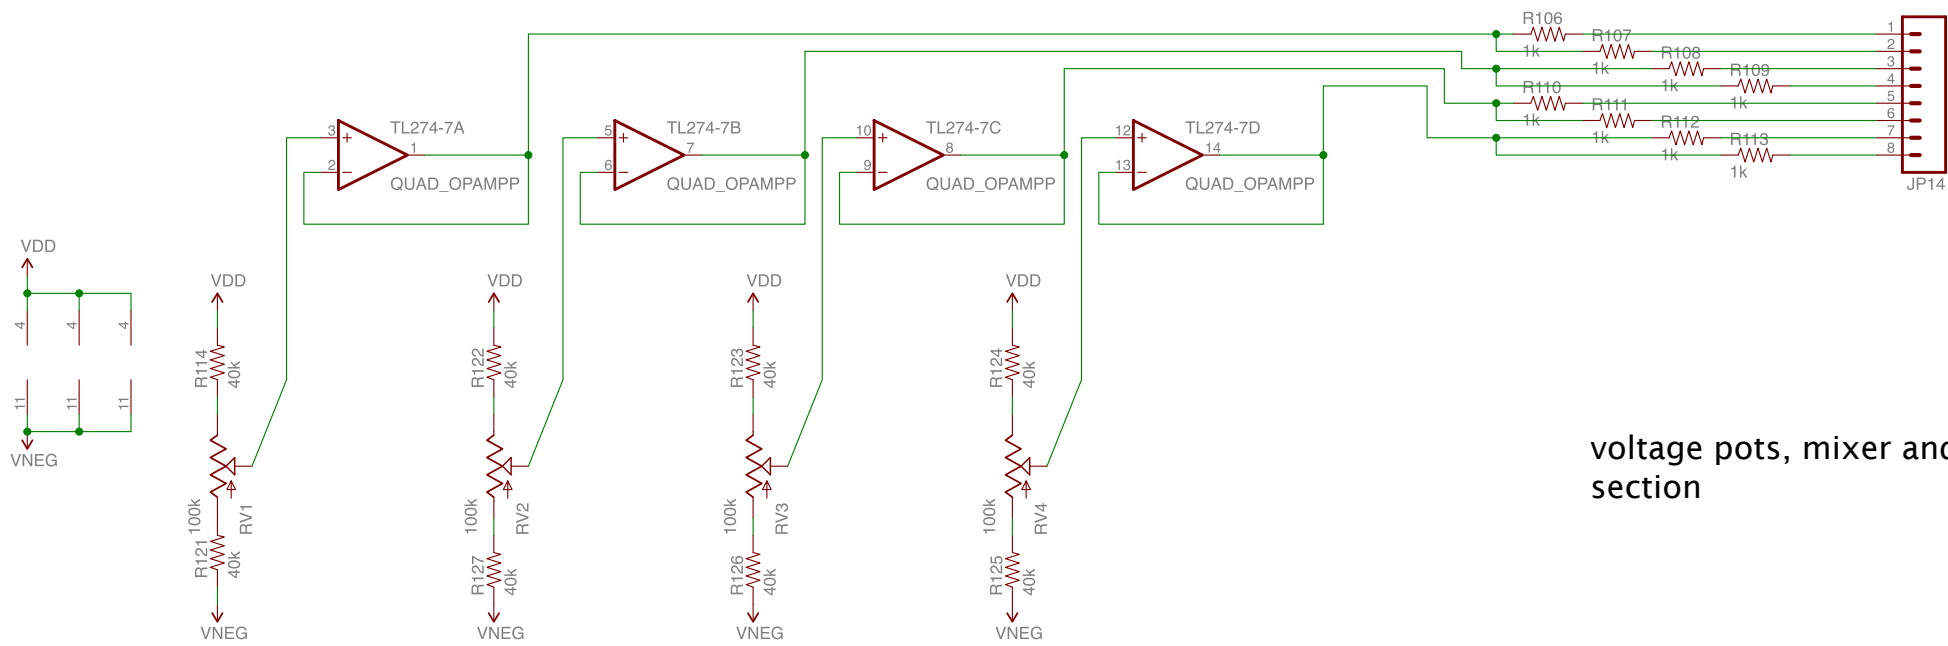 R106
1k
R107
1k
R108
1k
R109
1k
R110
1k
R111
1k
R112
1k
R113
1k
1
2
3
4
5
6
7
8
JP14
TL274-7A
3
+
2
−
1
QUAD_OPAMPP
TL274-7B
5
+
6
−
7
QUAD_OPAMPP
TL274-7C
10
+
9
−
8
QUAD_OPAMPP
TL274-7D
12
+
13
−
14
QUAD_OPAMPP
VDD
4
4
4
11
11
11
VNEG
VDD
R114
40k
100k
RV1
R121
40k
VNEG
VDD
R122
40k
100k
RV2
R127
40k
VNEG
VDD
R123
40k
100k
RV3
R126
40k
VNEG
VDD
R124
40k
100k
RV4
R125
40k
VNEG
voltage pots, mixer and
section